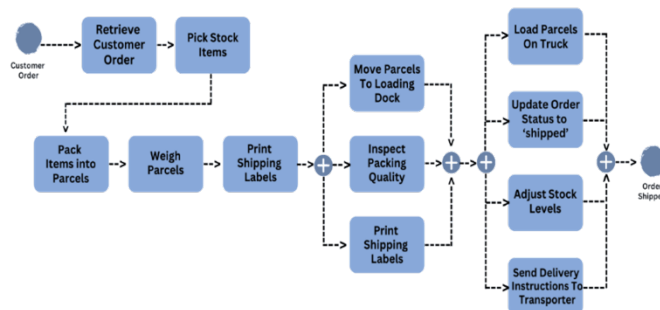 Customer
Order
Retrieve
Customer
Order
Pick Stock
Items
Pack
Items into
Parcels
Weigh
Parcels
Print
Shipping
Labels
Move Parcels
To Loading
Dock
Inspect
Packing
Quality
Print
Shipping
Labels
Load Parcels
On Truck
Update Order
Status to
‘shipped’
Adjust Stock
Levels
Send Delivery
Instructions To
Transporter
Order
Shippe